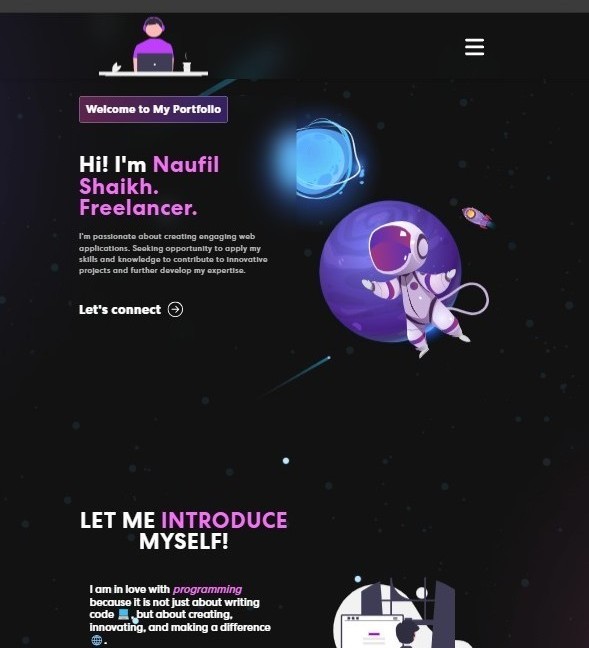 Welcome to My Portfolio
Hi! I'm Naufil
Shaikh.
Freelancer.
I'm passionate about creating engaging web
applications. Seeking opportunity to apply my
skills and knowledge to contribute to innovative
projects and further develop my expertise.
Let's connect
LET ME INTRODUCE
MYSELF!
I am in love with programming
because it is not just about writing
code 💻, but about creating,
innovating, and making a difference
🌐.